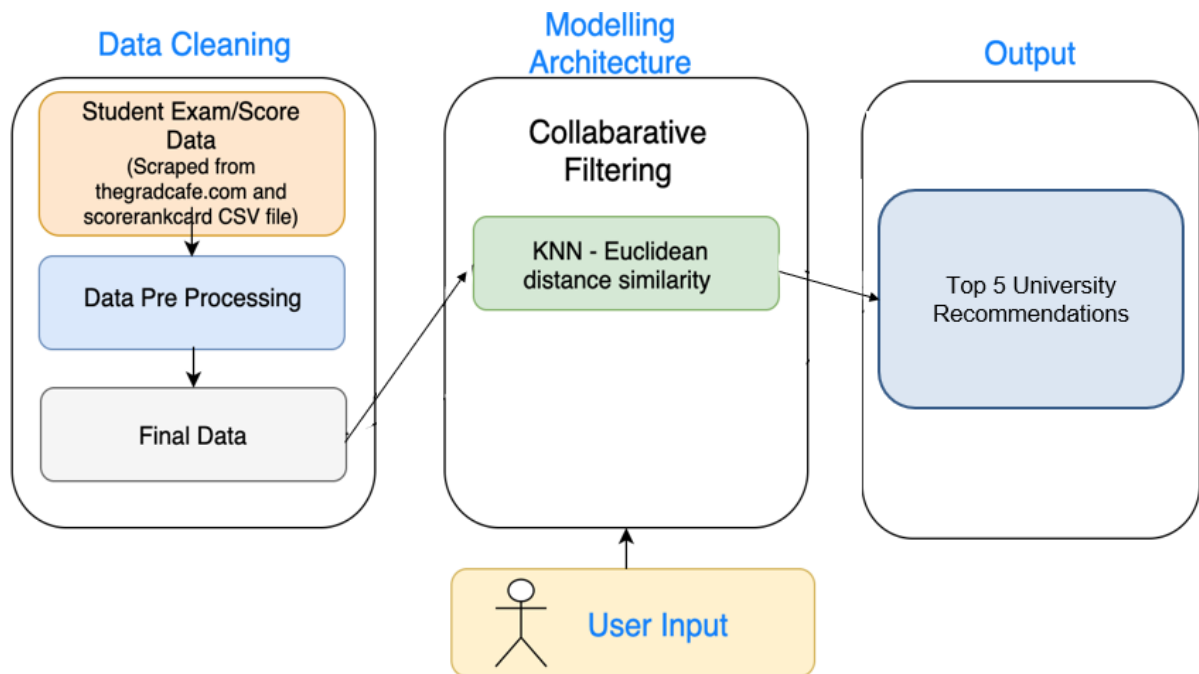 Data Cleaning
Student Exam/Score
Data
(Scraped from
thegradcafe.com and
scorerankcard CSV file)
Data Pre Processing
Final Data
Modelling
Architecture
Collabarative
Filtering
KNN - Euclidean
distance similarity
Output
Top 5 University
Recommendations
User Input